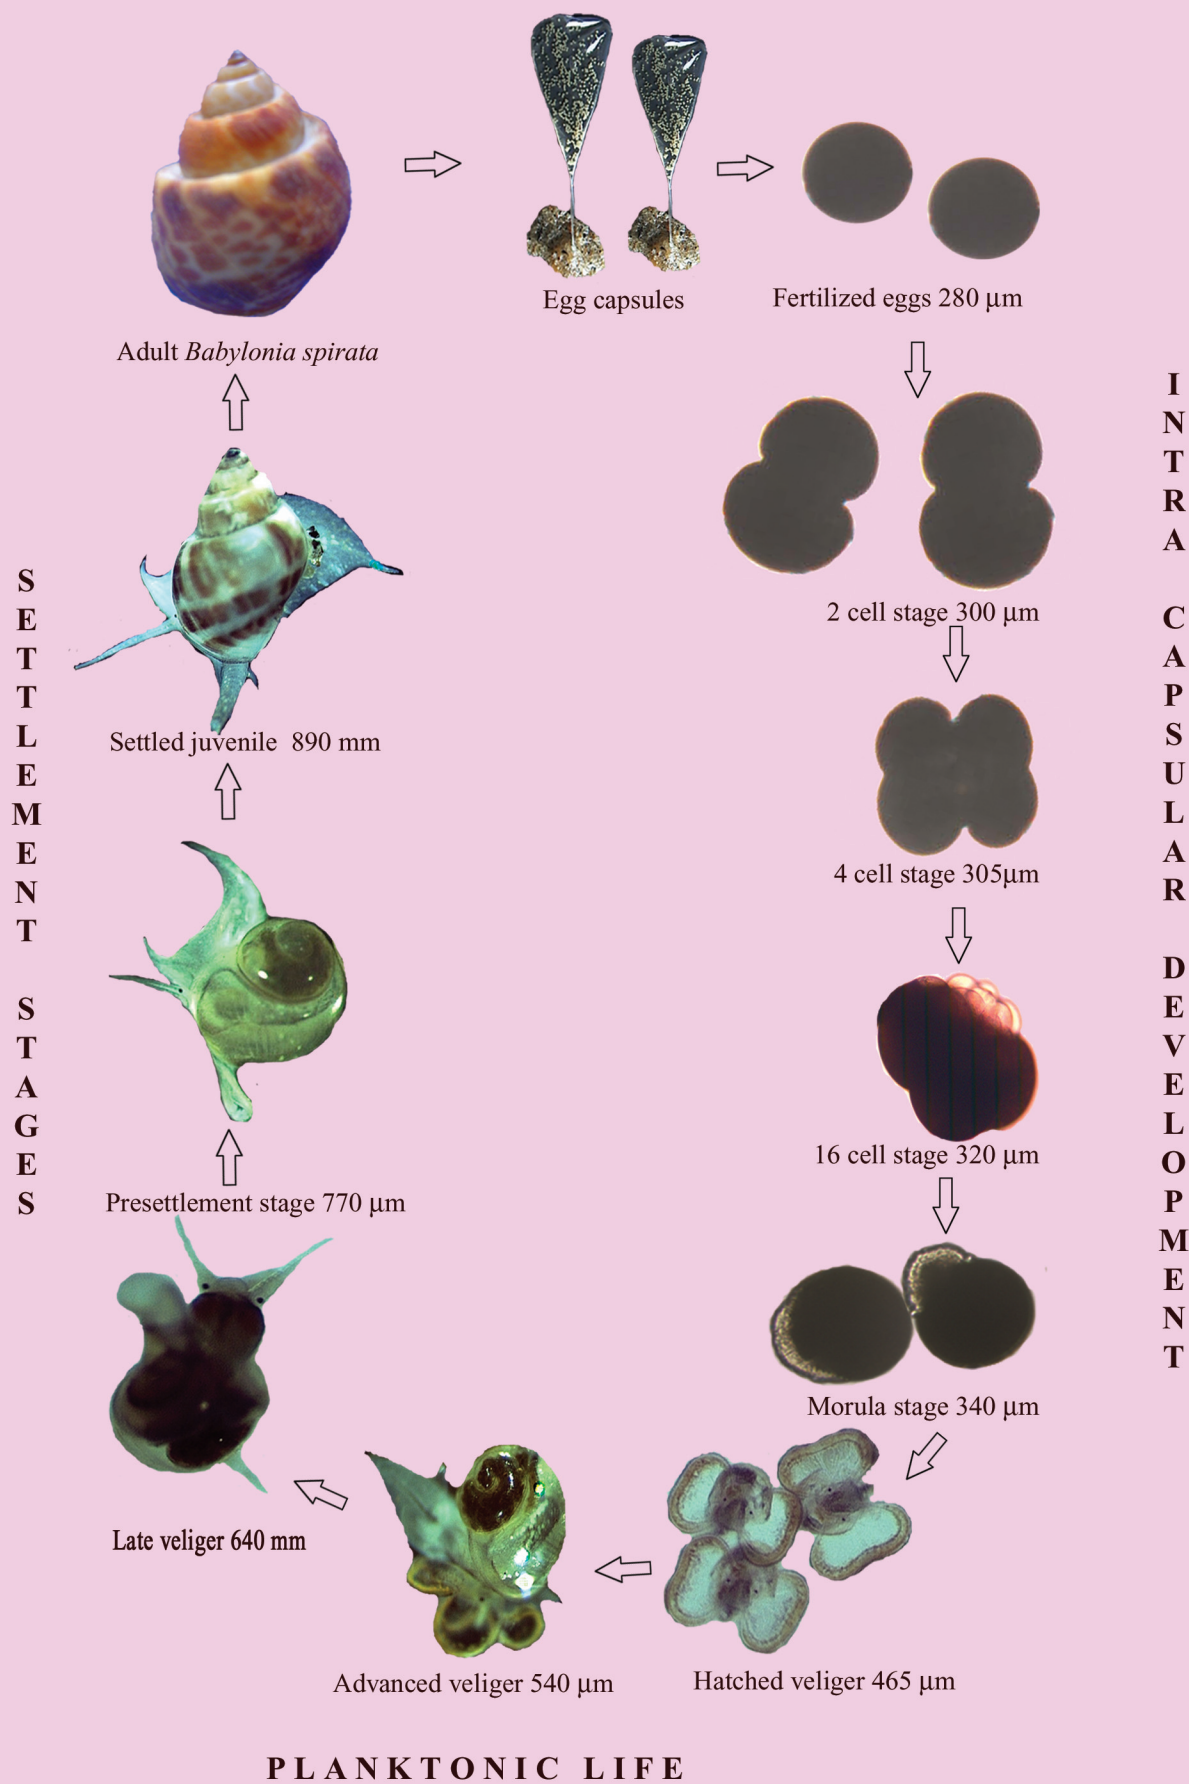 Egg capsules
Fertilized eggs 280 μm
Adult Babylonia spirata
2 cell stage 300 μm
Settled juvenile 890 mm
4 cell stage 305μm
16 cell stage 320 μm
Presettlement stage 770 μm
Morula stage 340 μm
Late veliger 640 mm
Advanced veliger 540 μm
Hatched veliger 465 μm
INTRA CAPSULAR DEVELOPMENT
SETTLEMENT STAGES
PLANKTONIC LIFE